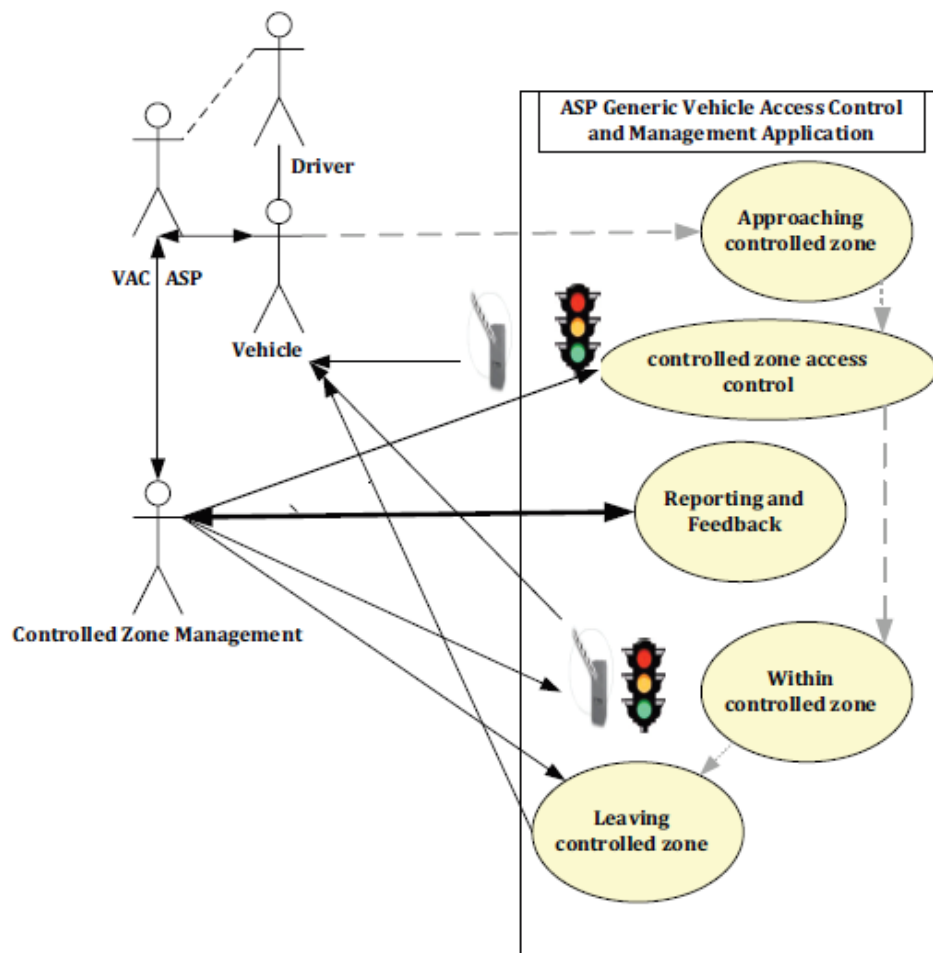 ASP Generic Vehicle Access Control
and Management Application
Driver
Approaching
controlled zone
VAC ASP
Vehicle
controlled zone access
control
Reporting and
Feedback
Controlled Zone Management
Within
controlled zone
Leaving
controlled zone